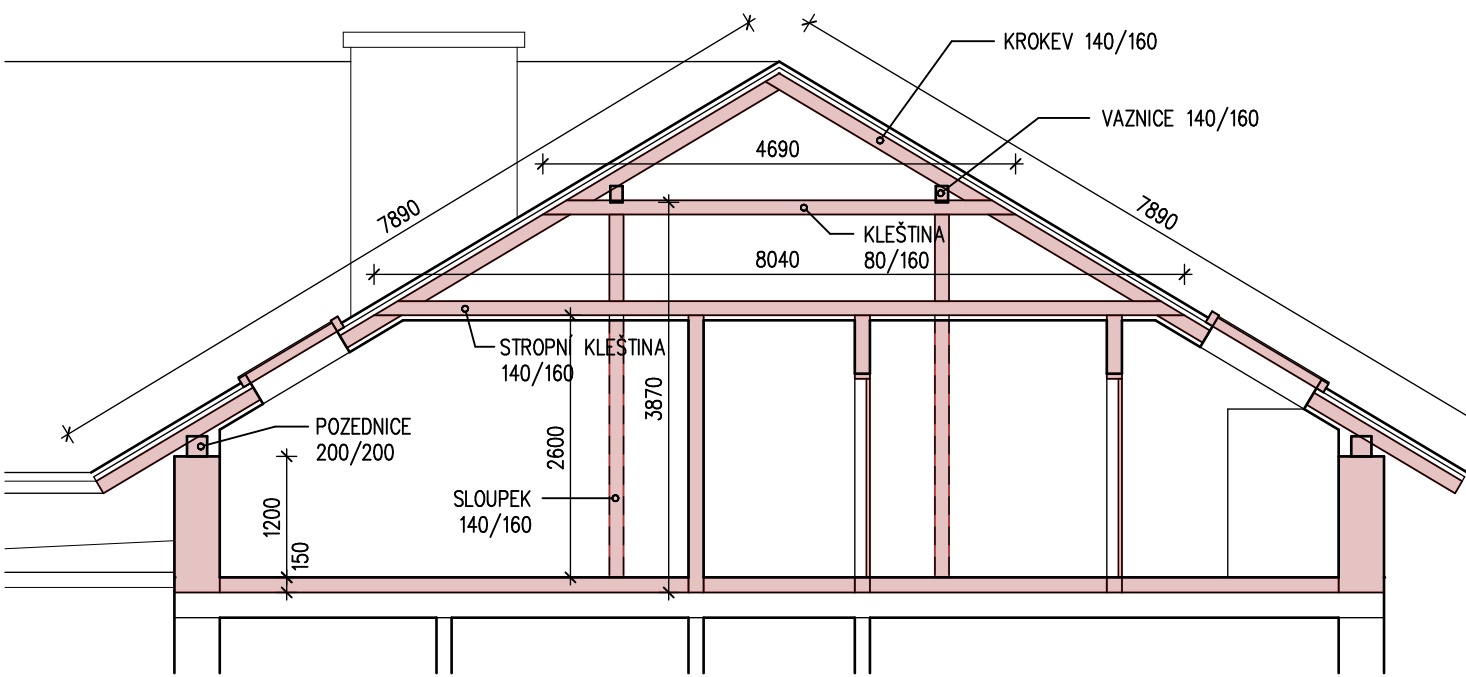 KROKEV 140/160
VAZNICE 140/160
4690
7890
7890
KLEŠTINA
80/160
8040
STROPNÍ KLEŠTINA
140/160
3870
POZEDNICE
200/200
2600
SLOUPEK
140/160
1200
150